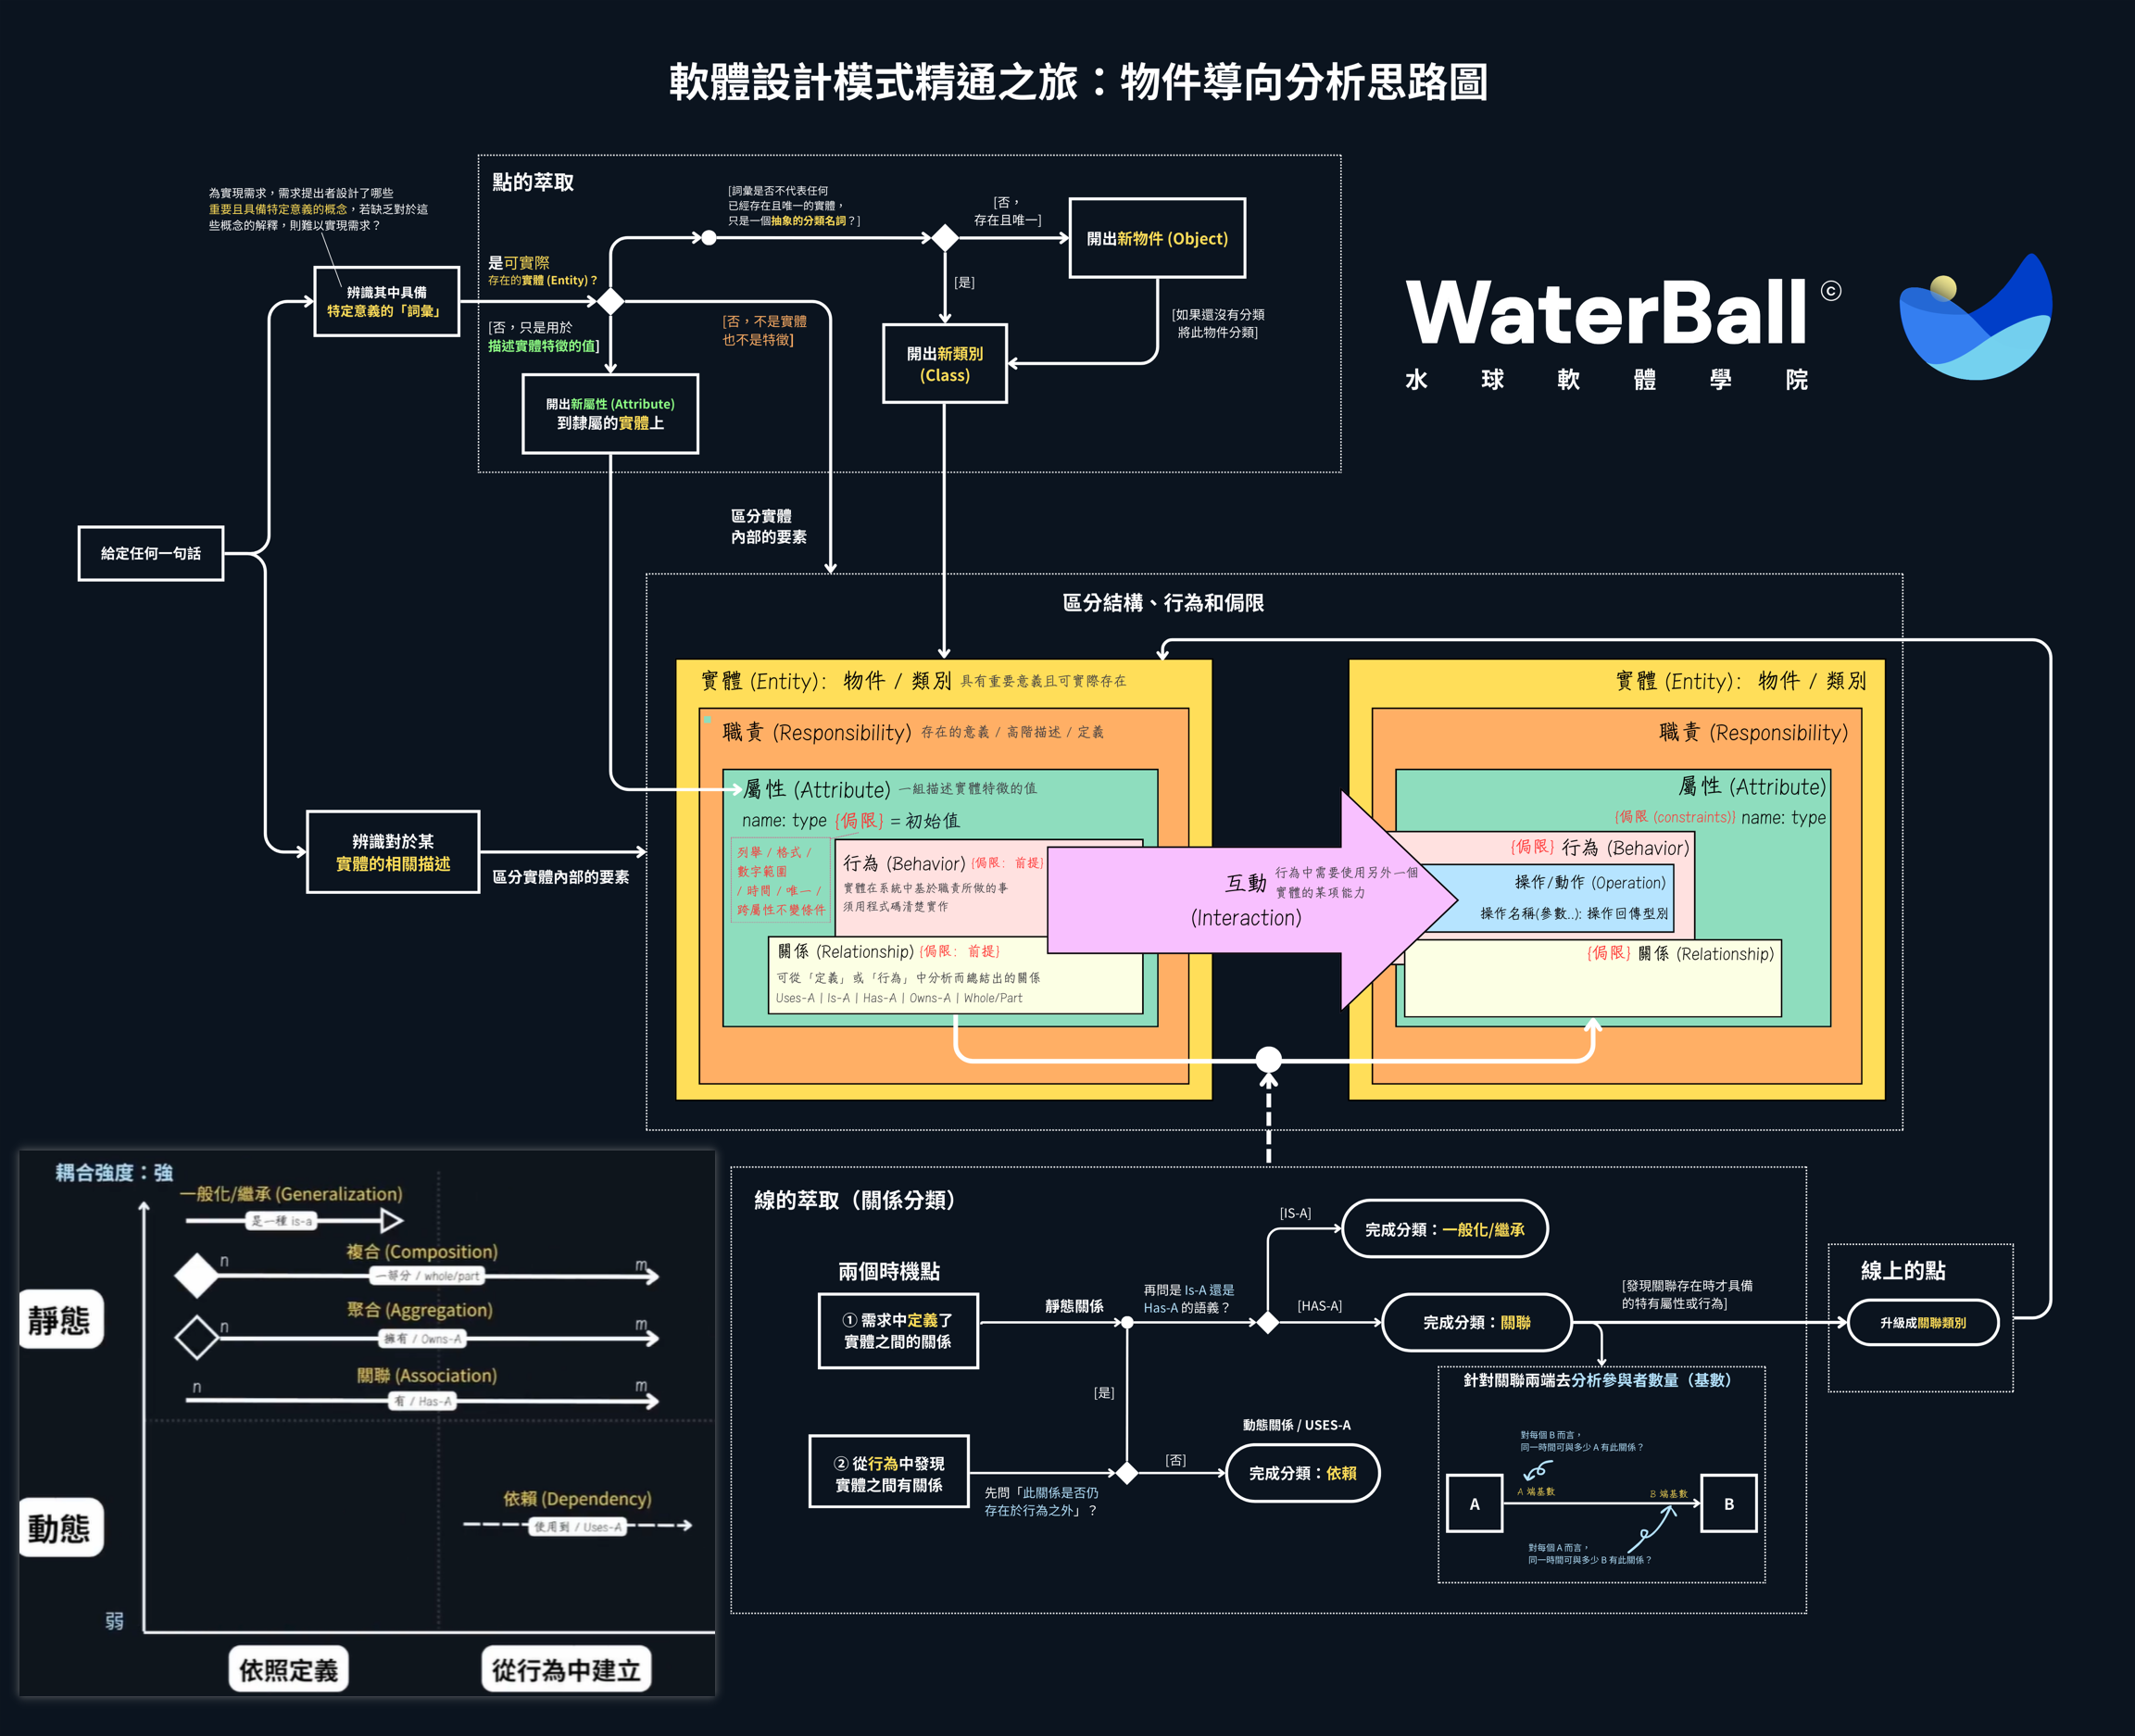 軟體設計模式精通之旅：物件導向分析思路圖
為實現需求，需求提出者設計了哪些
重要且具備特定意義的概念，若缺乏對於這
些概念的解釋，則難以實現需求？
點的萃取
[詞彙是否不代表任何
已經存在且唯一的實體，
只是一個抽象的分類名詞？]
[否，
存在且唯一]
開出新物件 (Object)
辨識其中具備
特定意義的「詞彙」
是可實際
存在的實體 (Entity)？
[是]
[否，只是用於
描述實體特徵的值]
[否，不是實體
也不是特徵]
[如果還沒有分類
將此物件分類]
開出新類別
(Class)
開出新屬性 (Attribute)
到隸屬的實體上
WaterBall
©
水球軟體學院
區分實體
內部的要素
給定任何一句話
辨識對於某
實體的相關描述
區分實體內部的要素
區分結構、行為和侷限
實體 (Entity)： 物件 / 類別 具有重要意義且可實際存在
職責 (Responsibility) 存在的意義 / 高階描述 / 定義
屬性 (Attribute) 一組描述實體特徵的值
name: type {侷限} = 初始值
列舉 / 格式 /
數字範圍
/ 時間 / 唯一 /
跨屬性不變條件
行為 (Behavior) {侷限： 前提}
實體在系統中基於職責所做的事
須用程式碼清楚實作
關係 (Relationship) {侷限： 前提}
可從「定義」或「行為」中分析而總結出的關係
Uses-A | Is-A | Has-A | Owns-A | Whole/Part
互動
(Interaction)
行為中需要使用另外一個
實體的某項能力
實體 (Entity)： 物件 / 類別
職責 (Responsibility)
屬性 (Attribute)
{侷限 (constraints)} name: type
{侷限} 行為 (Behavior)
操作/動作 (Operation)
操作名稱(參數..): 操作回傳型別
{侷限} 關係 (Relationship)
耦合強度：強
一般化/繼承 (Generalization)
是一種 is-a
複合 (Composition)
n
一部分 / whole/part
m
聚合 (Aggregation)
n
擁有 / Owns-A
m
關聯 (Association)
n
有 / Has-A
m
靜態
動態
依賴 (Dependency)
使用到 / Uses-A
弱
依照定義
從行為中建立
線的萃取（關係分類）
兩個時機點
① 需求中定義了
實體之間的關係
靜態關係
再問是 Is-A 還是
Has-A 的語義？
[IS-A]
完成分類：一般化/繼承
[HAS-A]
完成分類：關聯
[發現關聯存在時才具備
的特有屬性或行為]
線上的點
升級成關聯類別
[是]
② 從行為中發現
實體之間有關係
先問「此關係是否仍
存在於行為之外」？
[否]
動態關係 / USES-A
完成分類：依賴
針對關聯兩端去分析參與者數量（基數）
對每個 B 而言，
同一時間可與多少 A 有此關係？
A
A 端基數
B 端基數
B
對每個 A 而言，
同一時間可與多少 B 有此關係？